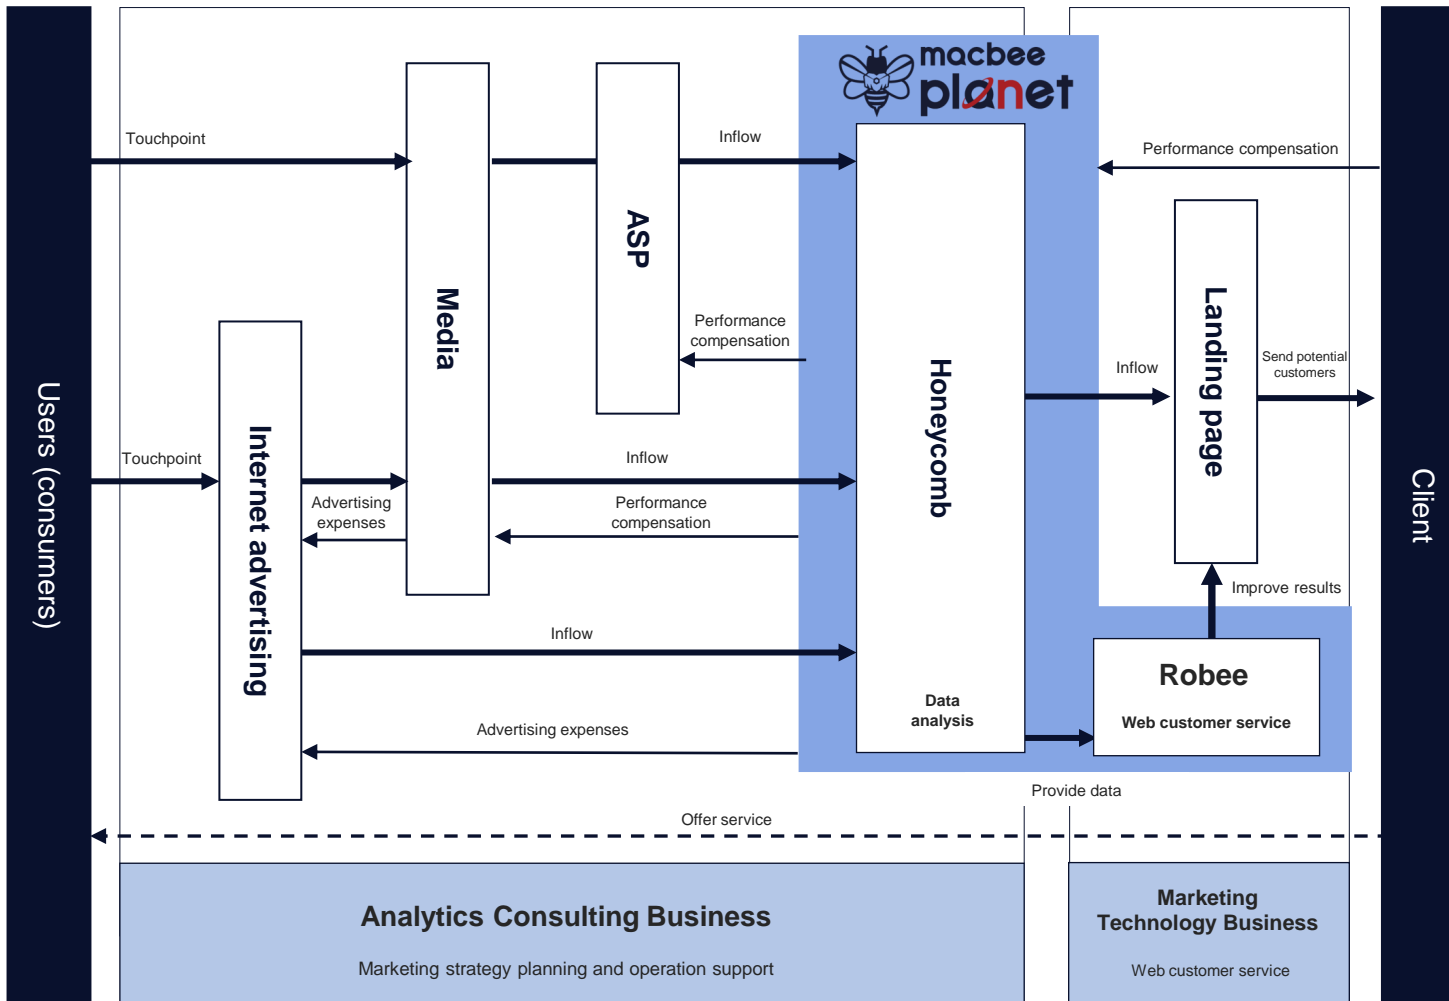 macbee
planet
Touchpoint
Inflow
Performance compensation
Users (consumers)
Media
ASP
Honeycomb
Landing page
Client
Performance
compensation
Inflow
Send potential
customers
Internet advertising
Touchpoint
Inflow
Advertising
expenses
Performance
compensation
Improve results
Inflow
Robee
Web customer service
Data
analysis
Advertising expenses
Provide data
Offer service
Analytics Consulting Business
Marketing strategy planning and operation support
Marketing
Technology Business
Web customer service